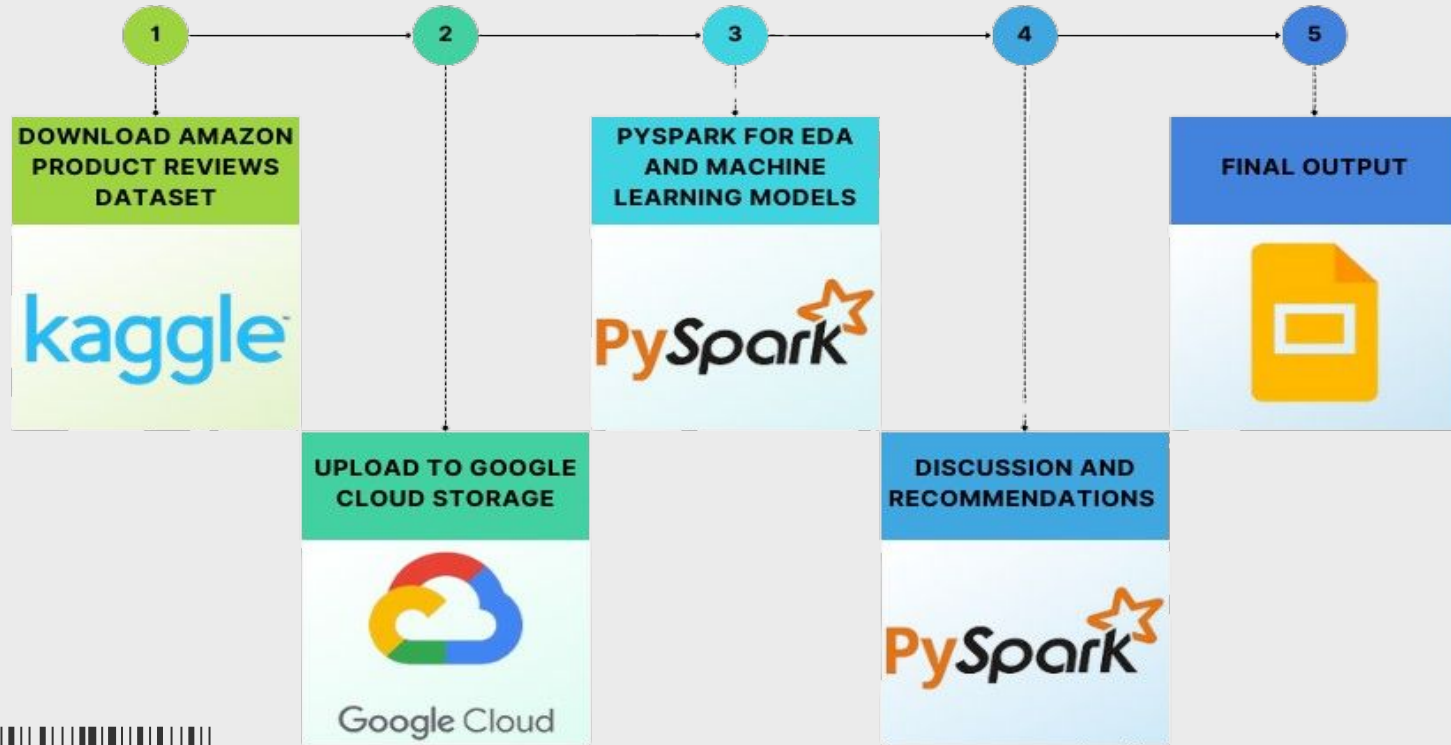 1
2
3
4
5
DOWNLOAD AMAZON
PRODUCT REVIEWS
DATASET
kaggle
UPLOAD TO GOOGLE
CLOUD STORAGE
Google Cloud
PYSPARK FOR EDA
AND MACHINE
LEARNING MODELS
PySpark
DISCUSSION AND
RECOMMENDATIONS
PySpark
FINAL OUTPUT